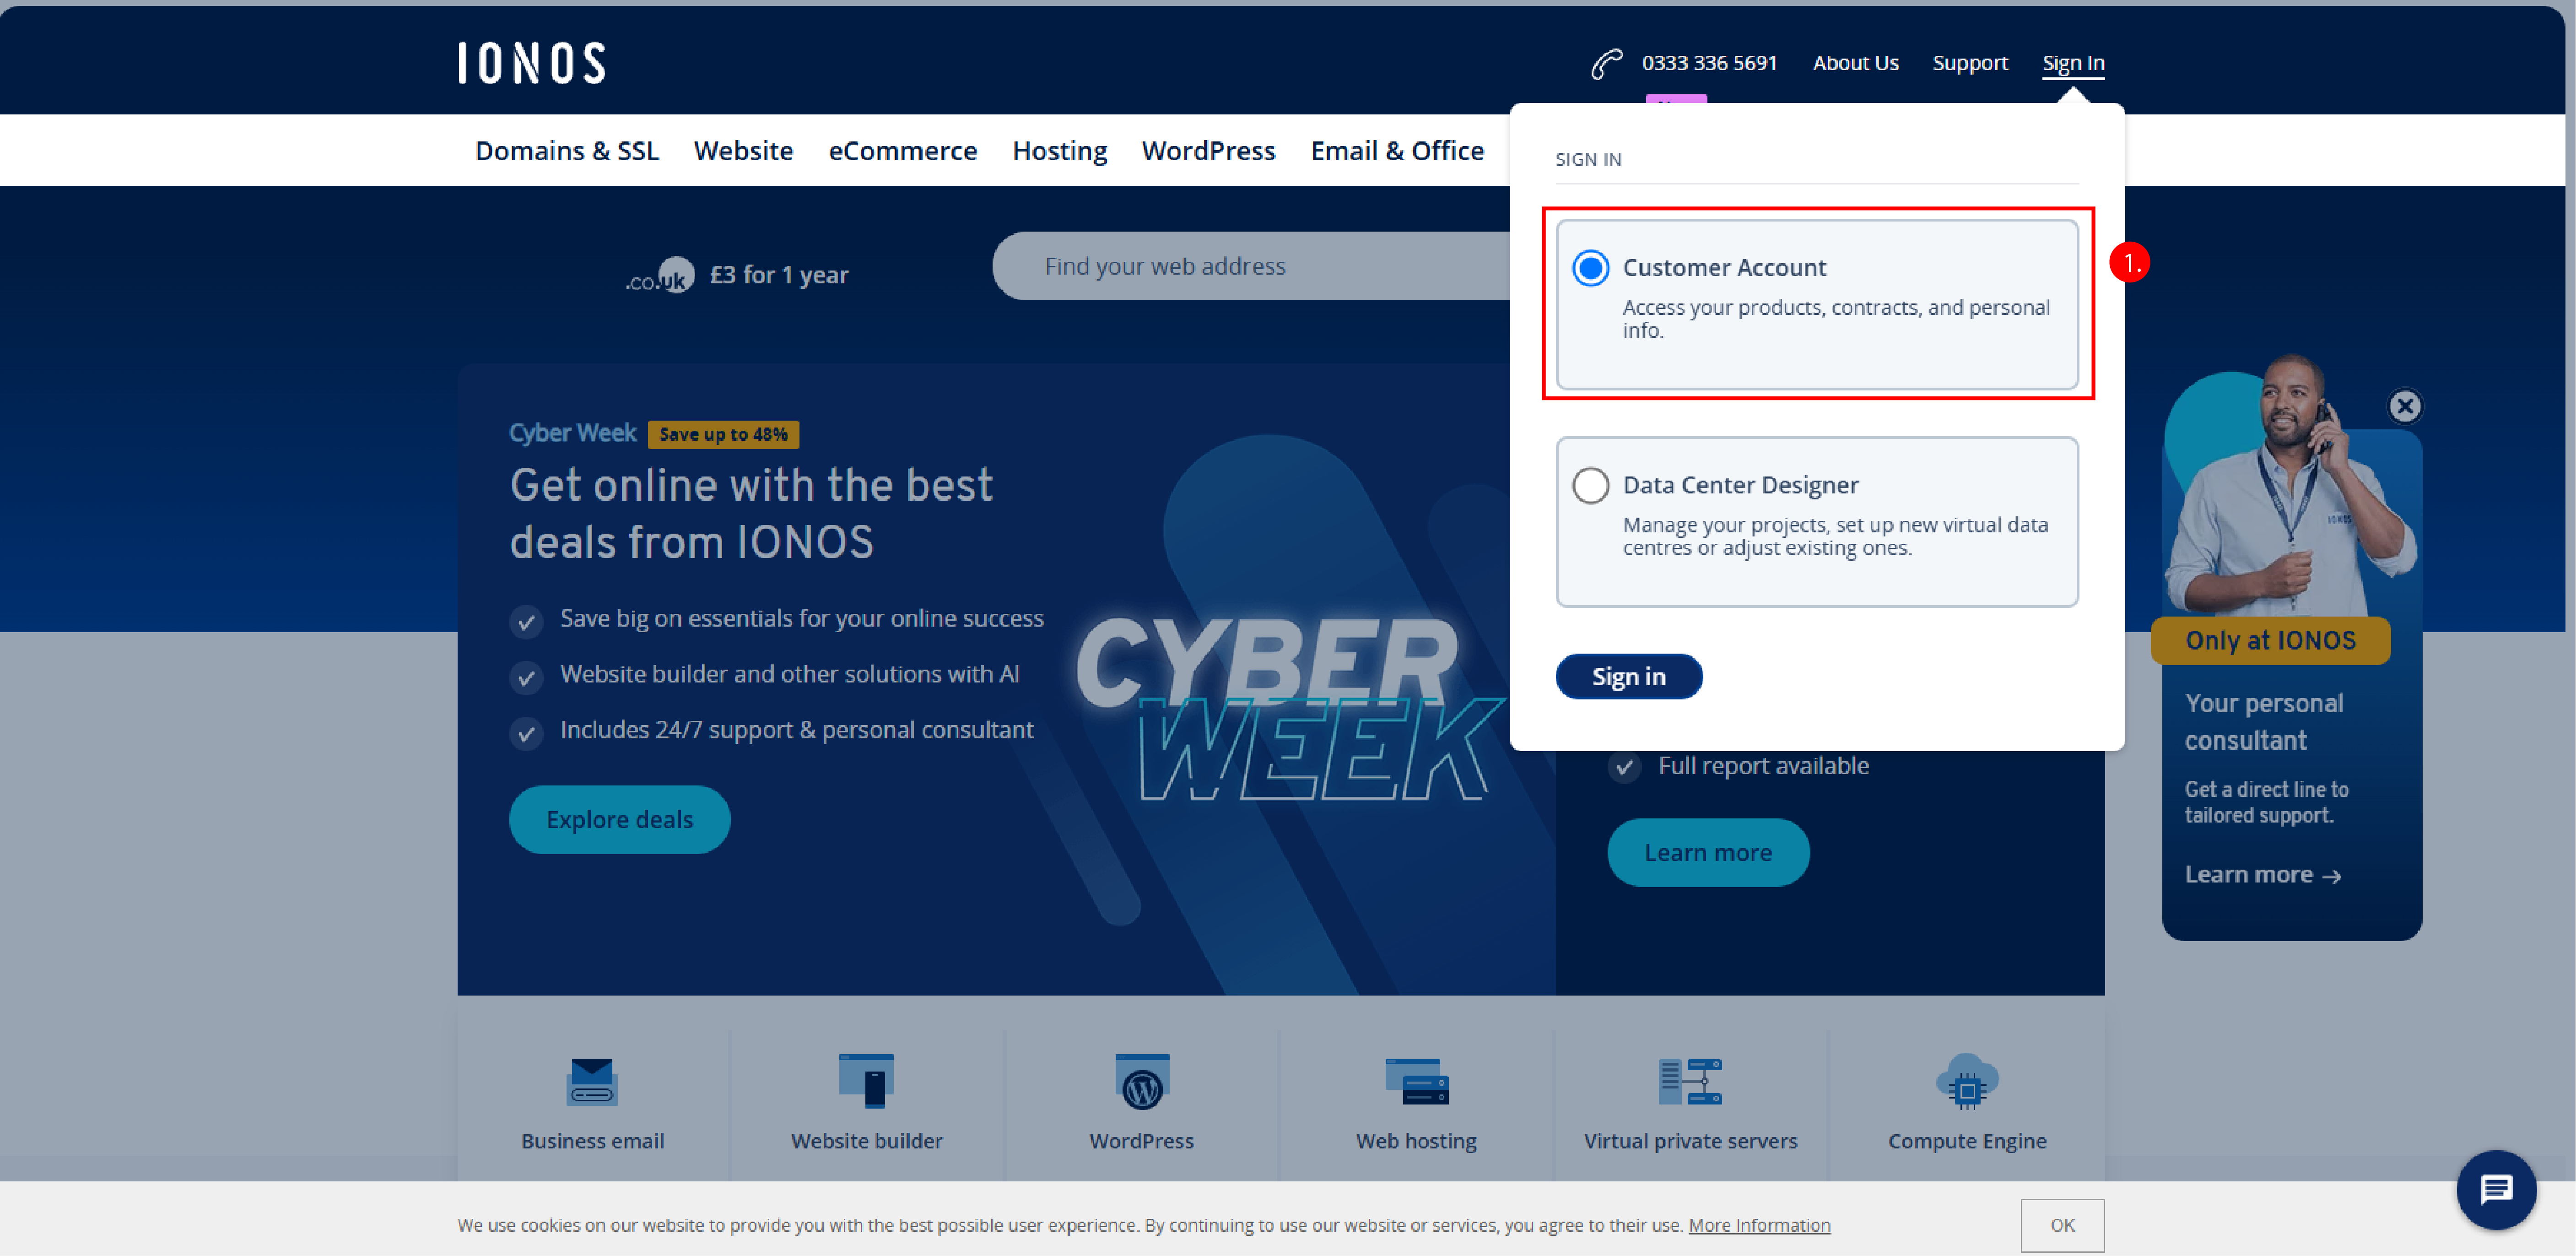 IONOS
0333 336 5691 About Us Support Sign In
Domains & SSL Website eCommerce Hosting WordPress Email & Office
SIGN IN
Customer Account
Access your products, contracts, and personal
info.
1.
Data Center Designer
Manage your projects, set up new virtual data
centres or adjust existing ones.
Sign in
.co.uk £3 for 1 year
Find your web address
Cyber Week Save up to 48%
Get online with the best
deals from IONOS
Save big on essentials for your online success
Website builder and other solutions with AI
Includes 24/7 support & personal consultant
Explore deals
CYBER
WEEK
Full report available
Learn more
IONOS
Only at IONOS
Your personal
consultant
Get a direct line to
tailored support.
Learn more →
Business email Website builder WordPress Web hosting Virtual private servers Compute Engine
We use cookies on our website to provide you with the best possible user experience. By continuing to use our website or services, you agree to their use. More Information
OK